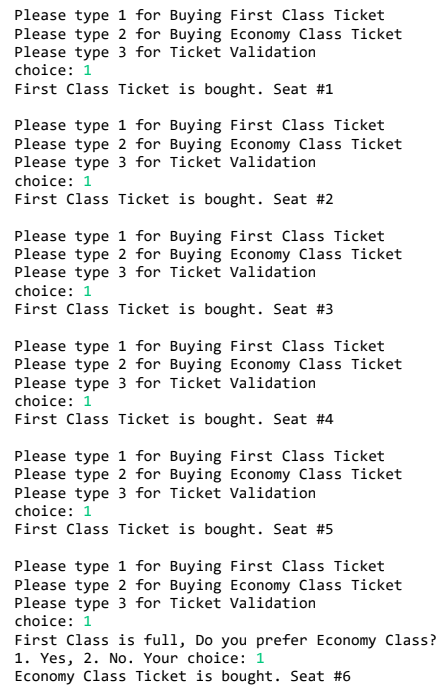 Please type 1 for Buying First Class Ticket
Please type 2 for Buying Economy Class Ticket
Please type 3 for Ticket Validation
choice: 1
First Class Ticket is bought. Seat #1
Please type 1 for Buying First Class Ticket
Please type 2 for Buying Economy Class Ticket
Please type 3 for Ticket Validation
choice: 1
First Class Ticket is bought. Seat #2
Please type 1 for Buying First Class Ticket
Please type 2 for Buying Economy Class Ticket
Please type 3 for Ticket Validation
choice: 1
First Class Ticket is bought. Seat #3
Please type 1 for Buying First Class Ticket
Please type 2 for Buying Economy Class Ticket
Please type 3 for Ticket Validation
choice: 1
First Class Ticket is bought. Seat #4
Please type 1 for Buying First Class Ticket
Please type 2 for Buying Economy Class Ticket
Please type 3 for Ticket Validation
choice: 1
First Class Ticket is bought. Seat #5
Please type 1 for Buying First Class Ticket
Please type 2 for Buying Economy Class Ticket
Please type 3 for Ticket Validation
choice: 1
First Class is full, Do you prefer Economy Class?
1. Yes, 2. No. Your choice: 1
Economy Class Ticket is bought. Seat #6